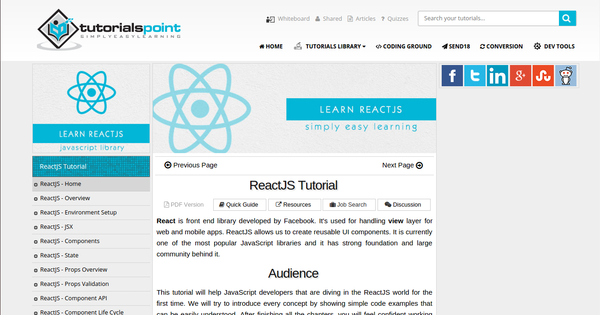 tutorialspoint
SIMPLYEASYLEARNING
Whiteboard Shared Articles Quizzes
Search your tutorials...
HOME TUTORIALS LIBRARY CODING GROUND SEND18 CONVERSION DEV TOOLS
f t in g+
LEARN REACTJS
javascript library
LEARN REACTJS
simply easy learning
ReactJS Tutorial
ReactJS - Home
ReactJS - Overview
ReactJS - Environment Setup
ReactJS - JSX
ReactJS - Components
ReactJS - State
ReactJS - Props Overview
ReactJS - Props Validation
ReactJS - Component API
ReactJS - Component Life Cycle
Previous Page Next Page
ReactJS Tutorial
PDF Version Quick Guide Resources Job Search Discussion
React is front end library developed by Facebook. It's used for handling view layer for
web and mobile apps. ReactJS allows us to create reusable UI components. It is currently
one of the most popular JavaScript libraries and it has strong foundation and large
community behind it.
Audience
This tutorial will help JavaScript developers that are diving in the ReactJS world for the
first time. We will try to introduce every concept by showing simple code examples that
can be easily understood. After finishing all the chapters, you will feel confident working